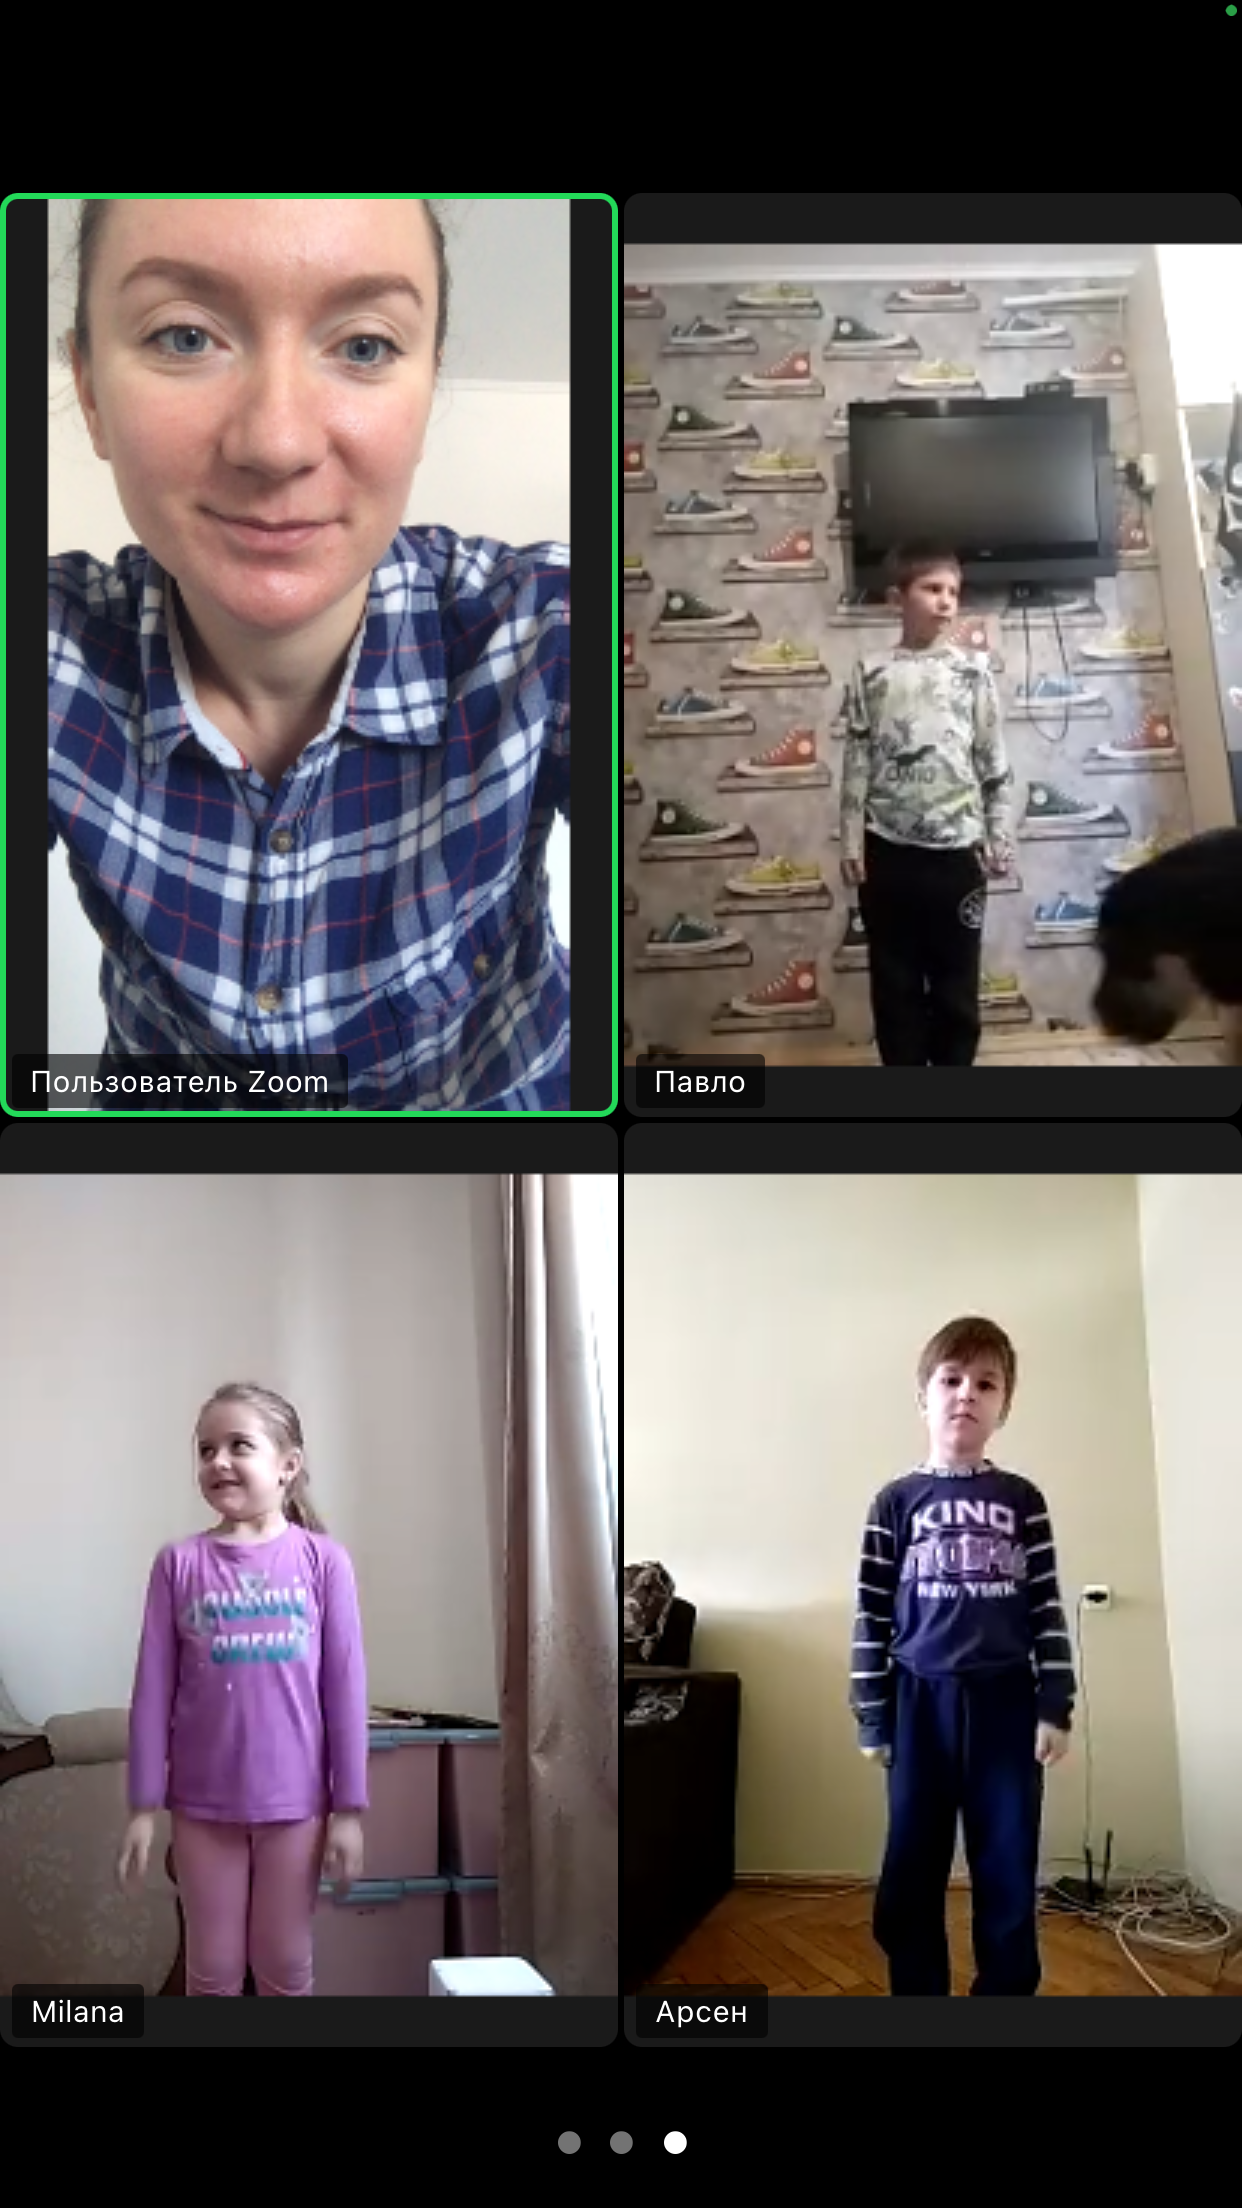 Пользователь Zoom
Павло
KING
NEW YORK
Milana
Арсен